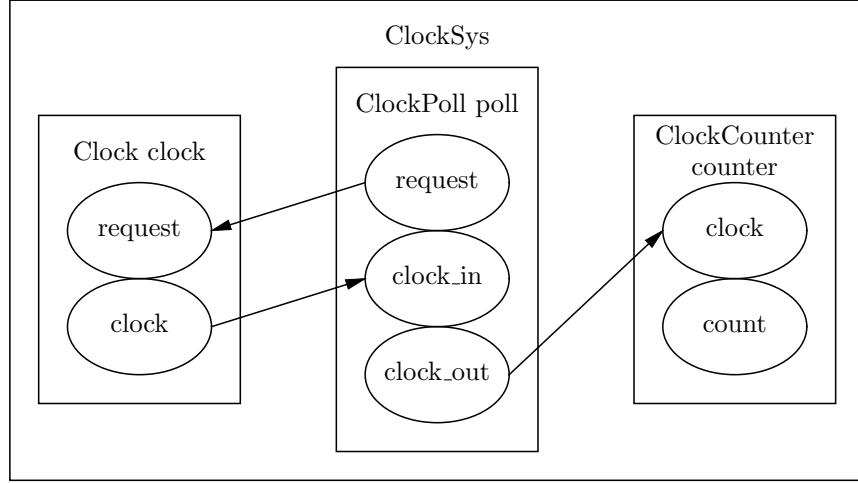 ClockSys
Clock clock
request
clock
ClockPoll poll
request
clock_in
clock_out
ClockCounter
counter
clock
count